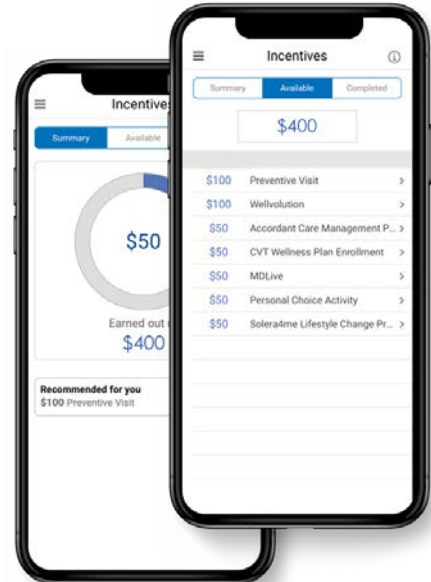 Incentives
Summary Available
$50
Earned out
$400
Recommended for you
$100 Preventive Visit
Incentives
Summary Available Completed
$400
$100 Preventive Visit
$100 Wellvolution
$50 Accordant Care Management P...
$50 CVT Wellness Plan Enrollment
$50 MDLive
$50 Personal Choice Activity
$50 Solera4me Lifestyle Change Pr...